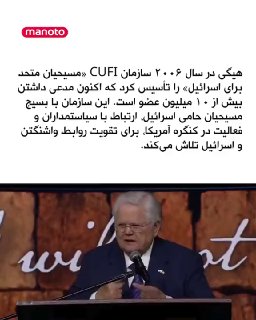 manoto
هیگی در سال ۲۰۰۶ سازمان CUFI «مسیحیان متحد
برای اسرائیل» را تأسیس کرد که اکنون مدعی داشتن
بیش از ۱۰ میلیون عضو است. این سازمان با بسیج
مسیحیان حامی اسرائیل، ارتباط با سیاستمداران و
فعالیت در کنگره آمریکا، برای تقویت روابط واشنگتن
و اسرائیل تلاش می‌کند.
will not